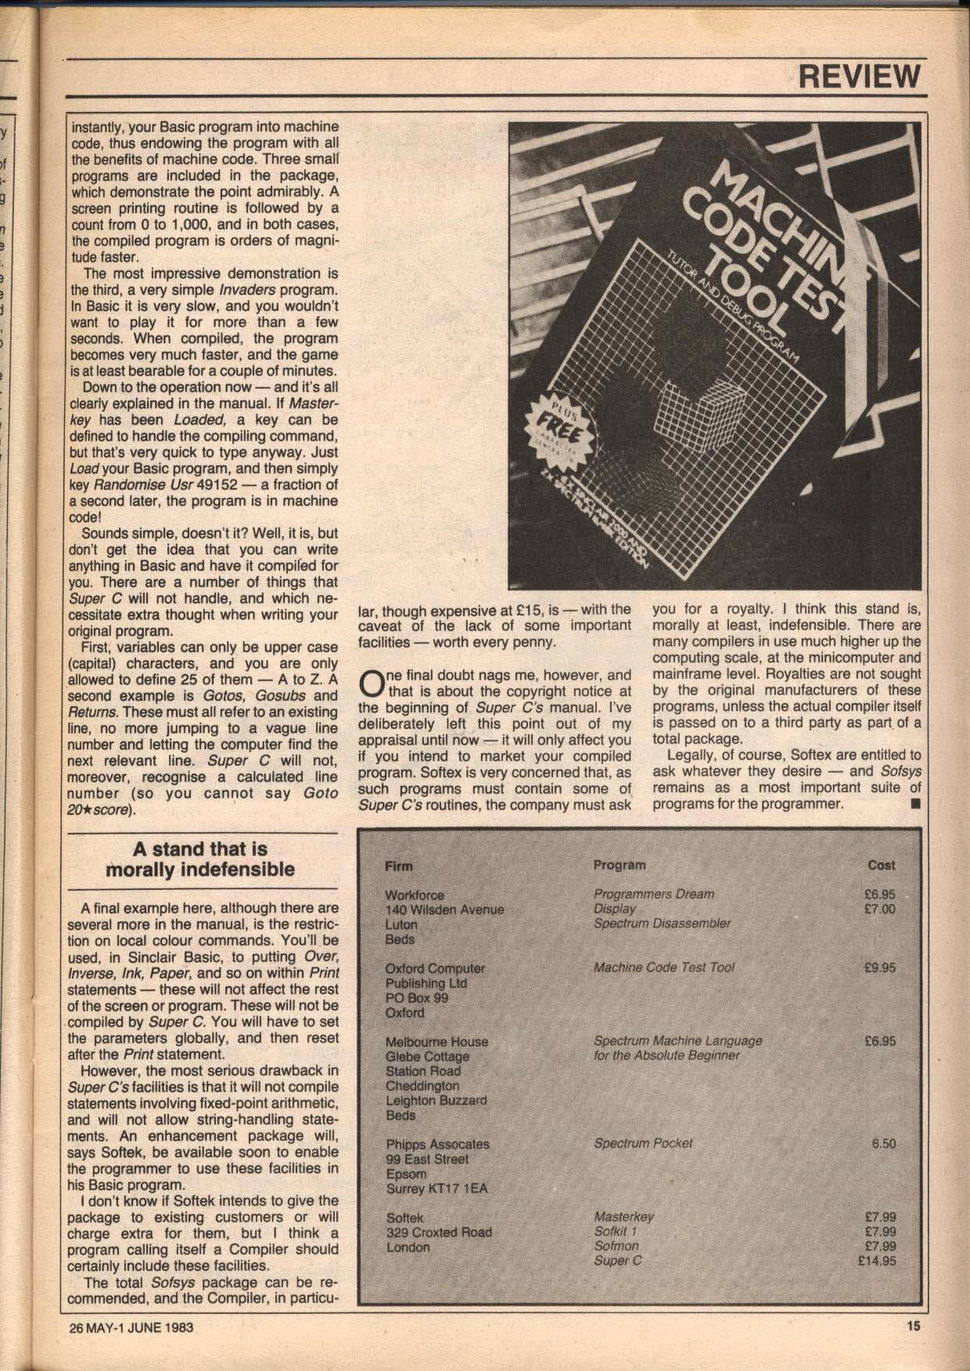 REVIEW
instantly, your Basic program into machine
code, thus endowing the program with all
the benefits of machine code. Three small
programs are included in the package,
which demonstrate the point admirably. A
screen printing routine is followed by a
count from 0 to 1,000, and in both cases,
the compiled program is orders of magni-
tude faster.
The most impressive demonstration is
the third, a very simple Invaders program.
In Basic it is very slow, and you wouldn't
want to play it for more than a few
seconds. When compiled, the program
becomes very much faster, and the game
is at least bearable for a couple of minutes.
Down to the operation now — and it's all
clearly explained in the manual. If Master-
key has been Loaded, a key can be
defined to handle the compiling command,
but that's very quick to type anyway. Just
Load your Basic program, and then simply
key Randomise Usr 49152 — a fraction of
a second later, the program is in machine
code!
Sounds simple, doesn't it? Well, it is, but
don't get the idea that you can write
anything in Basic and have it compiled for
you. There are a number of things that
Super C will not handle, and which ne-
cessitate extra thought when writing your
original program.
First, variables can only be upper case
(capital) characters, and you are only
allowed to define 25 of them — A to Z. A
second example is Gotos, Gosubs and
Returns. These must all refer to an existing
line, no more jumping to a vague line
number and letting the computer find the
next relevant line. Super C will not,
moreover, recognise a calculated line
number (so you cannot say Goto
20★score).
A stand that is
morally indefensible
A final example here, although there are
several more in the manual, is the restric-
tion on local colour commands. You'll be
used, in Sinclair Basic, to putting Over,
Inverse, Ink, Paper, and so on within Print
statements — these will not affect the rest
of the screen or program. These will not be
compiled by Super C. You will have to set
the parameters globally, and then reset
after the Print statement.
However, the most serious drawback in
Super C's facilities is that it will not compile
statements involving fixed-point arithmetic,
and will not allow string-handling state-
ments. An enhancement package will,
says Softek, be available soon to enable
the programmer to use these facilities in
his Basic program.
I don't know if Softek intends to give the
package to existing customers or will
charge extra for them, but I think a
program calling itself a Compiler should
certainly include these facilities.
The total Sofsys package can be re-
commended, and the Compiler, in particu-
MACHINE
CODE TEST
TOOL
TUTOR AND DEBUG PROGRAM
PLUS
FREE
lar, though expensive at £15, is — with the
caveat of the lack of some important
facilities — worth every penny.
One final doubt nags me, however, and
that is about the copyright notice at
the beginning of Super C's manual. I've
deliberately left this point out of my
appraisal until now — it will only affect you
if you intend to market your compiled
program. Softex is very concerned that, as
such programs must contain some of
Super C's routines, the company must ask
you for a royalty. I think this stand is,
morally at least, indefensible. There are
many compilers in use much higher up the
computing scale, at the minicomputer and
mainframe level. Royalties are not sought
by the original manufacturers of these
programs, unless the actual compiler itself
is passed on to a third party as part of a
total package.
Legally, of course, Softex are entitled to
ask whatever they desire — and Sofsys
remains as a most important suite of
programs for the programmer. ■
Firm Program Cost
Workforce Programmers Dream £6.95
140 Wilsden Avenue Display £7.00
Luton Spectrum Disassembler
Beds
Oxford Computer Machine Code Test Tool £9.95
Publishing Ltd
PO Box 99
Oxford
Melbourne House Spectrum Machine Language £6.95
Glebe Cottage for the Absolute Beginner
Station Road
Cheddington
Leighton Buzzard
Beds
Phipps Assocates Spectrum Pocket 6.50
99 East Street
Epsom
Surrey KT17 1EA
Softek Masterkey £7.99
329 Croxted Road Sofkit 1 £7.99
London Sofmon £7.99
Super C £14.95
26 MAY-1 JUNE 1983
15